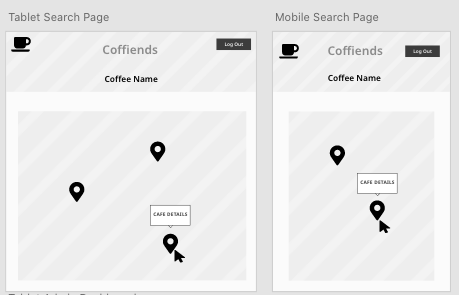 Tablet Search Page
Mobile Search Page
Coffiends
Log Out
Coffee Name
CAFE DETAILS
Coffiends
Log Out
Coffee Name
CAFE DETAILS